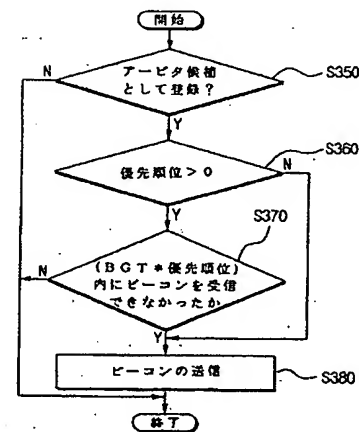 開始
N
アービタ候補
として登録？
S350
Y
S360
優先順位＞0
N
Y
S370
N
（BGT＊優先順位）
内にビーコンを受信
できなかったか
Y
ビーコンの送信
S380
終了